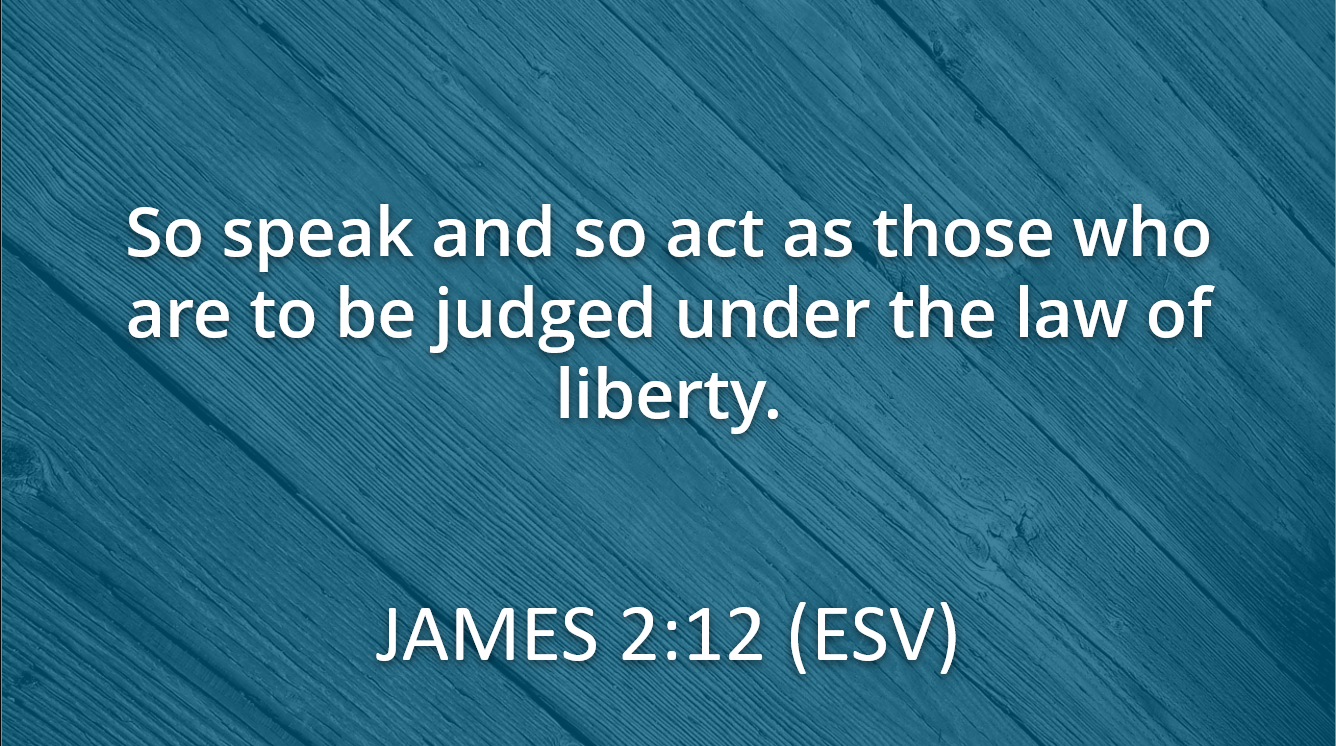 So speak and so act as those who
are to be judged under the law of
liberty.
JAMES 2:12 (ESV)